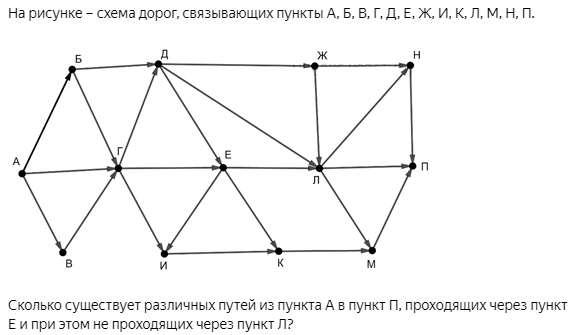 На рисунке – схема дорог, связывающих пункты А, Б, В, Г, Д, Е, Ж, И, К, Л, М, Н, П.
Б
Д
Ж
Н
А
Г
Е
Л
П
В
И
К
М
Сколько существует различных путей из пункта А в пункт П, проходящих через пункт
Е и при этом не проходящих через пункт Л?